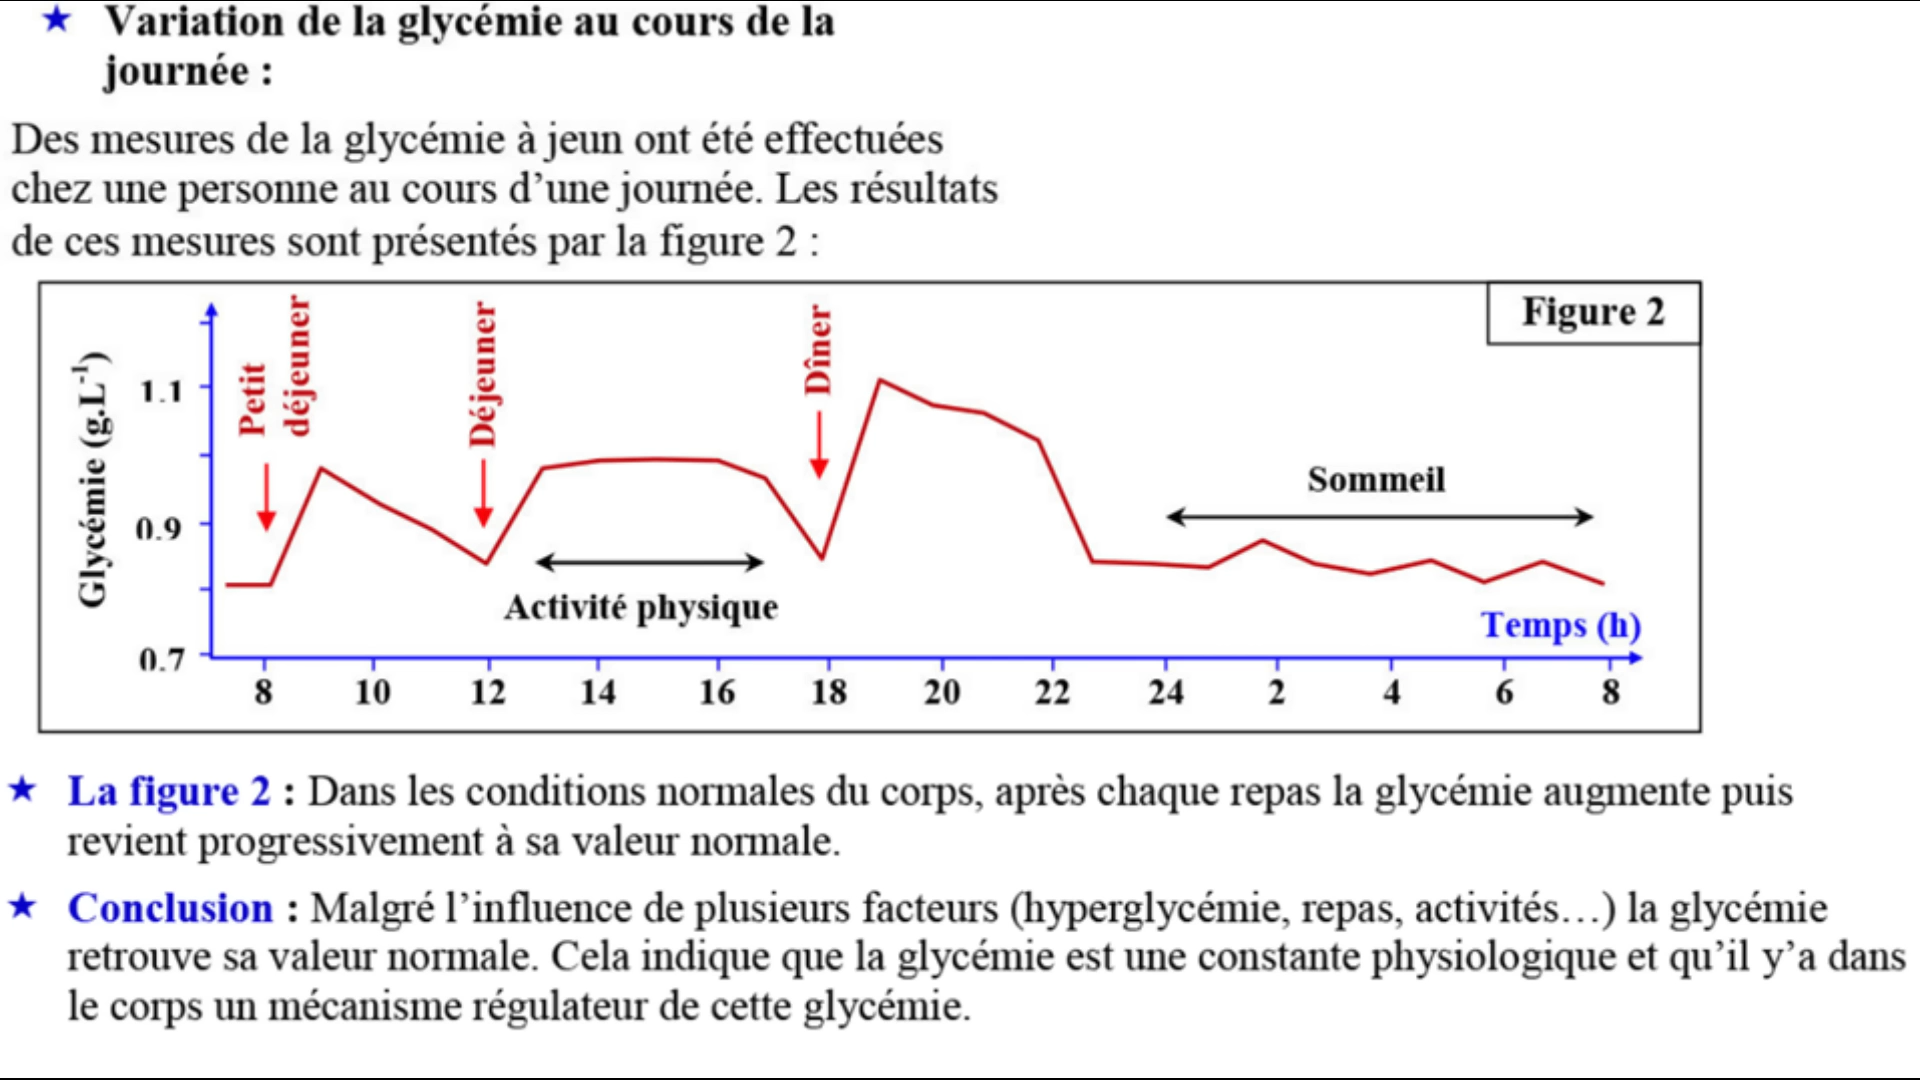 ★ Variation de la glycémie au cours de la
journée :
Des mesures de la glycémie à jeun ont été effectuées
chez une personne au cours d’une journée. Les résultats
de ces mesures sont présentés par la figure 2 :
Figure 2
Glycémie (g.L-1)
1.1
0.9
0.7
Petit
déjeuner
Déjeuner
Dîner
Activité physique
Sommeil
Temps (h)
8 10 12 14 16 18 20 22 24 2 4 6 8
★ La figure 2 : Dans les conditions normales du corps, après chaque repas la glycémie augmente puis
revient progressivement à sa valeur normale.
★ Conclusion : Malgré l’influence de plusieurs facteurs (hyperglycémie, repas, activités…) la glycémie
retrouve sa valeur normale. Cela indique que la glycémie est une constante physiologique et qu’il y’a dans
le corps un mécanisme régulateur de cette glycémie.